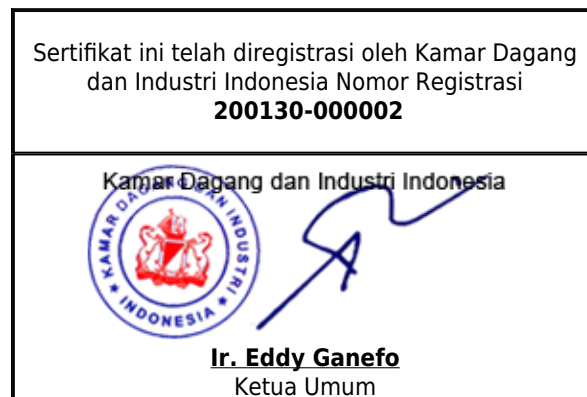 Sertifikat ini telah diregistrasi oleh Kamar Dagang
dan Industri Indonesia Nomor Registrasi
200130-000002
Kamar Dagang dan Industri Indonesia
KAMAR DAGANG DAN INDUSTRI
INDONESIA
Ir. Eddy Ganefo
Ketua Umum